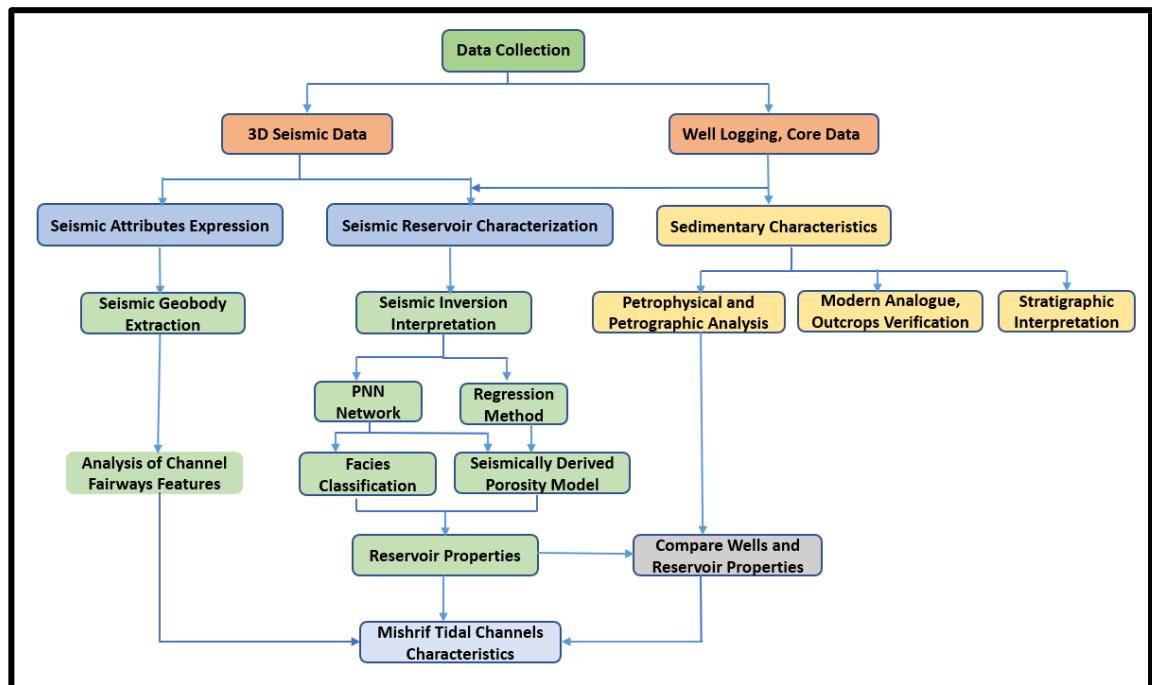 Data Collection
3D Seismic Data
Well Logging, Core Data
Seismic Attributes Expression
Seismic Reservoir Characterization
Sedimentary Characteristics
Seismic Geobody
Extraction
Seismic Inversion
Interpretation
Petrophysical and
Petrographic Analysis
Modern Analogue,
Outcrops Verification
Stratigraphic
Interpretation
PNN
Network
Regression
Method
Analysis of Channel
Fairways Features
Facies
Classification
Seismically Derived
Porosity Model
Reservoir Properties
Compare Wells and
Reservoir Properties
Mishrif Tidal Channels
Characteristics